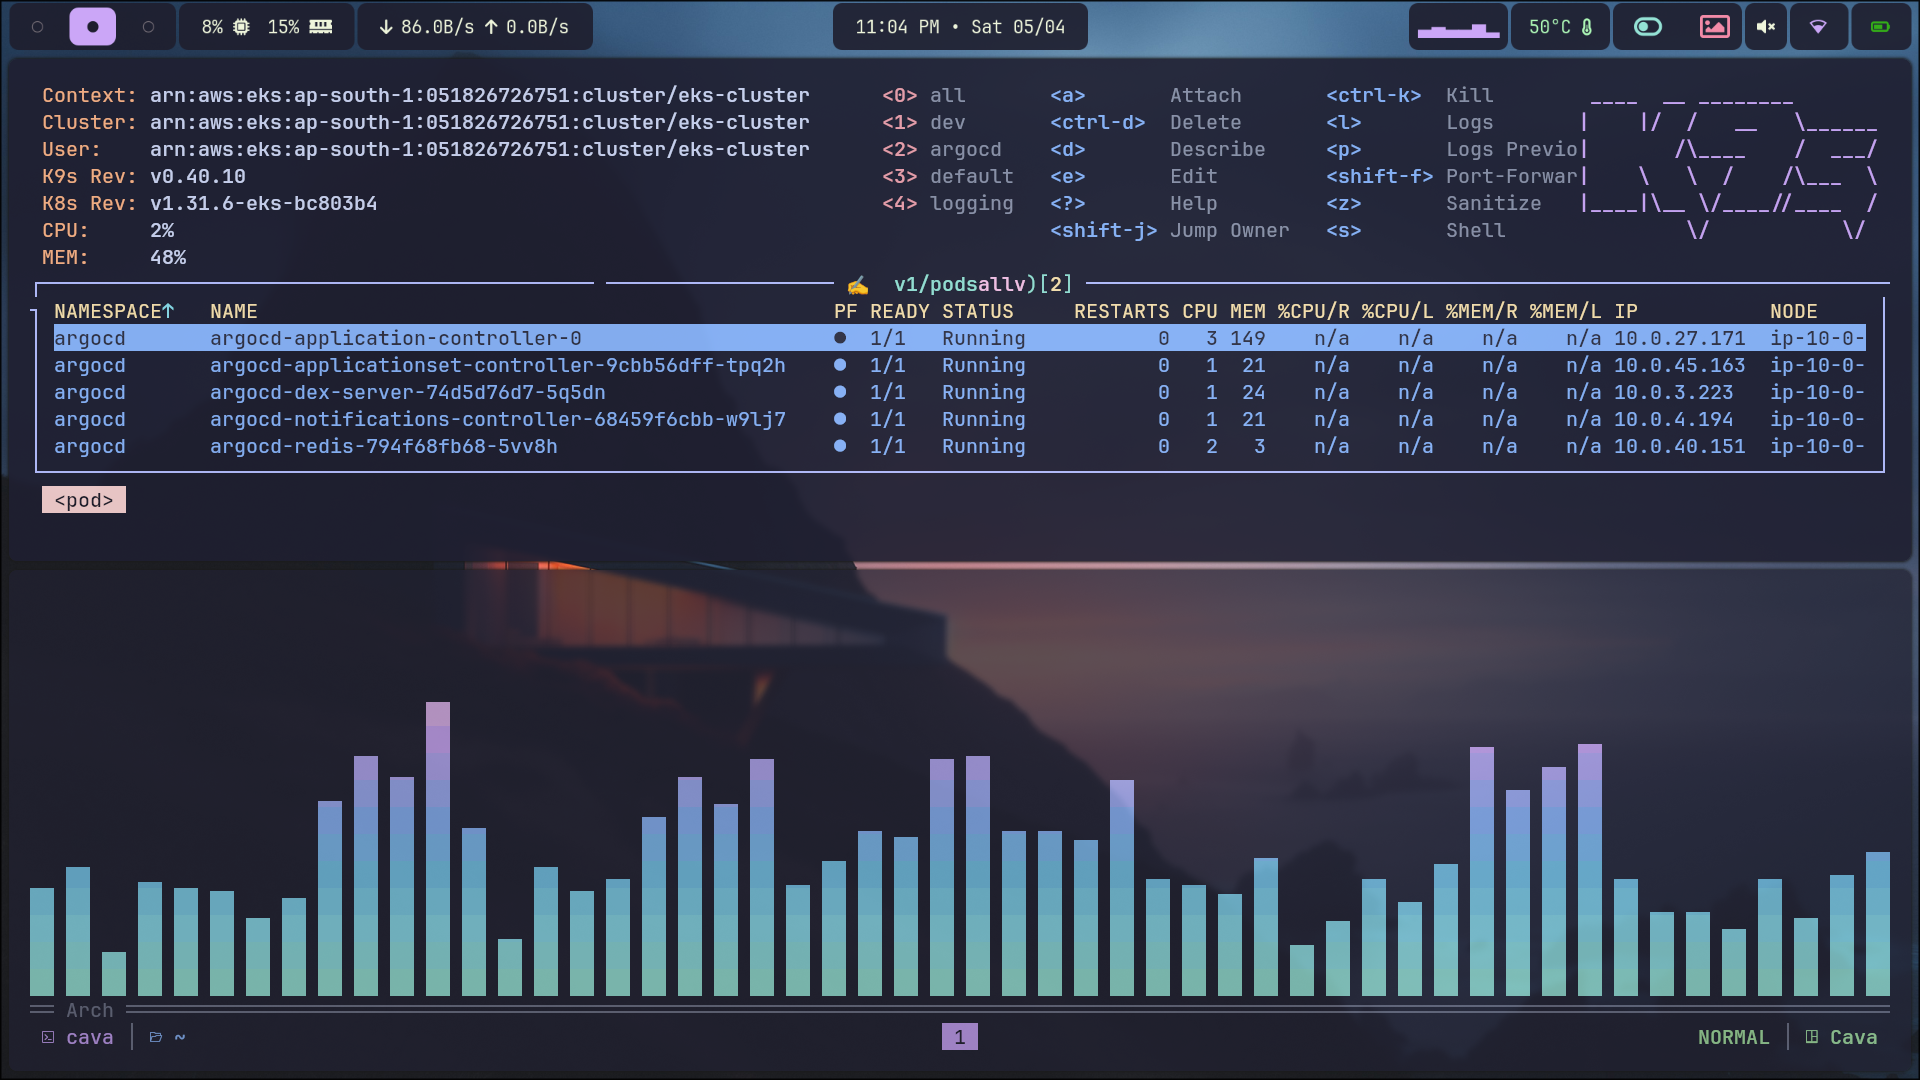 8% 15% ↓ 86.0B/s ↑ 0.0B/s 11:04 PM • Sat 05/04 50°C
Context: arn:aws:eks:ap-south-1:051826726751:cluster/eks-cluster <0> all <a> Attach <ctrl-k> Kill
Cluster: arn:aws:eks:ap-south-1:051826726751:cluster/eks-cluster <1> dev <ctrl-d> Delete <l> Logs
User: arn:aws:eks:ap-south-1:051826726751:cluster/eks-cluster <2> argocd <d> Describe <p> Logs Previo
K9s Rev: v0.40.10 <3> default <e> Edit <shift-f> Port-Forwar
K8s Rev: v1.31.6-eks-bc803b4 <4> logging <?> Help <z> Sanitize
CPU: 2% <shift-j> Jump Owner <s> Shell
MEM: 48%
✍ v1/podsallv)[2]
NAMESPACE↑ NAME PF READY STATUS RESTARTS CPU MEM %CPU/R %CPU/L %MEM/R %MEM/L IP NODE
argocd argocd-application-controller-0 ● 1/1 Running 0 3 149 n/a n/a n/a n/a 10.0.27.171 ip-10-0-
argocd argocd-applicationset-controller-9cbb56dff-tpq2h ● 1/1 Running 0 1 21 n/a n/a n/a n/a 10.0.45.163 ip-10-0-
argocd argocd-dex-server-74d5d76d7-5q5dn ● 1/1 Running 0 1 24 n/a n/a n/a n/a 10.0.3.223 ip-10-0-
argocd argocd-notifications-controller-68459f6cbb-w9lj7 ● 1/1 Running 0 1 21 n/a n/a n/a n/a 10.0.4.194 ip-10-0-
argocd argocd-redis-794f68fb68-5vv8h ● 1/1 Running 0 2 3 n/a n/a n/a n/a 10.0.40.151 ip-10-0-
<pod>
Arch
cava ~ 1 NORMAL Cava